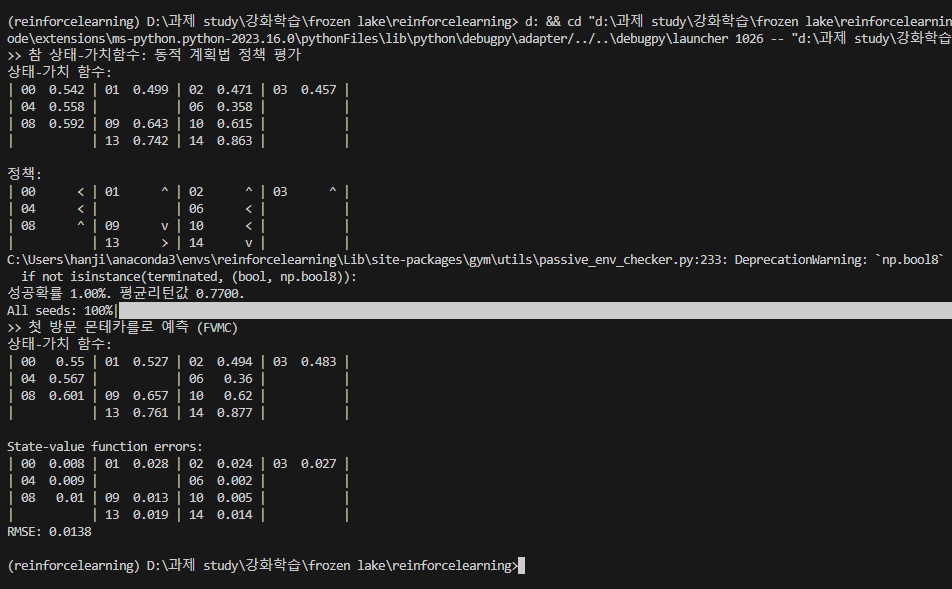 (reinforcelearning) D:\과제 study\강화학습\frozen lake\reinforcelearning> d: && cd "d:\과제 study\강화학습\frozen lake\reinforcelearnin
ode\extensions\ms-python.python-2023.16.0\pythonFiles\lib\python\debugpy\adapter/../..\debugpy\launcher 1026 -- "d:\과제 study\강화학습
>> 참 상태-가치함수: 동적 계획법 정책 평가
상태-가치 함수:
| 00  0.542 | 01  0.499 | 02  0.471 | 03  0.457 |
| 04  0.558 |           | 06  0.358 |           |
| 08  0.592 | 09  0.643 | 10  0.615 |           |
|           | 13  0.742 | 14  0.863 |           |
정책:
| 00      < | 01      ^ | 02      ^ | 03      ^ |
| 04      < |           | 06      < |           |
| 08      ^ | 09      v | 10      < |           |
|           | 13      > | 14      v |           |
C:\Users\hanji\anaconda3\envs\reinforcelearning\Lib\site-packages\gym\utils\passive_env_checker.py:233: DeprecationWarning: `np.bool8`
  if not isinstance(terminated, (bool, np.bool8)):
성공확률 1.00%. 평균리턴값 0.7700.
All seeds: 100%|
>> 첫 방문 몬테카를로 예측 (FVMC)
상태-가치 함수:
| 00   0.55 | 01  0.527 | 02  0.494 | 03  0.483 |
| 04  0.567 |           | 06   0.36 |           |
| 08  0.601 | 09  0.657 | 10   0.62 |           |
|           | 13  0.761 | 14  0.877 |           |
State-value function errors:
| 00  0.008 | 01  0.028 | 02  0.024 | 03  0.027 |
| 04  0.009 |           | 06  0.002 |           |
| 08   0.01 | 09  0.013 | 10  0.005 |           |
|           | 13  0.019 | 14  0.014 |           |
RMSE: 0.0138
(reinforcelearning) D:\과제 study\강화학습\frozen lake\reinforcelearning>